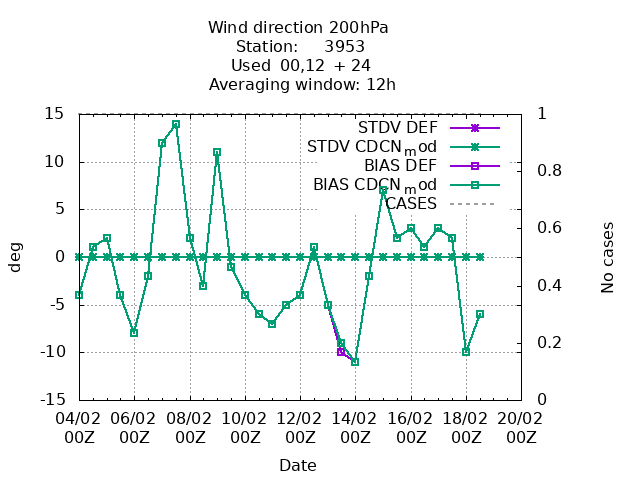 Wind direction 200hPa
Station: 3953
Used 00,12 + 24
Averaging window: 12h
STDV DEF
STDV CDCN_mod
BIAS DEF
BIAS CDCN_mod
CASES
15
10
5
0
-5
-10
-15
deg
1
0.8
0.6
0.4
0.2
0
No cases
04/02 06/02 08/02 10/02 12/02 14/02 16/02 18/02 20/02
00Z 00Z 00Z 00Z 00Z 00Z 00Z 00Z 00Z
Date